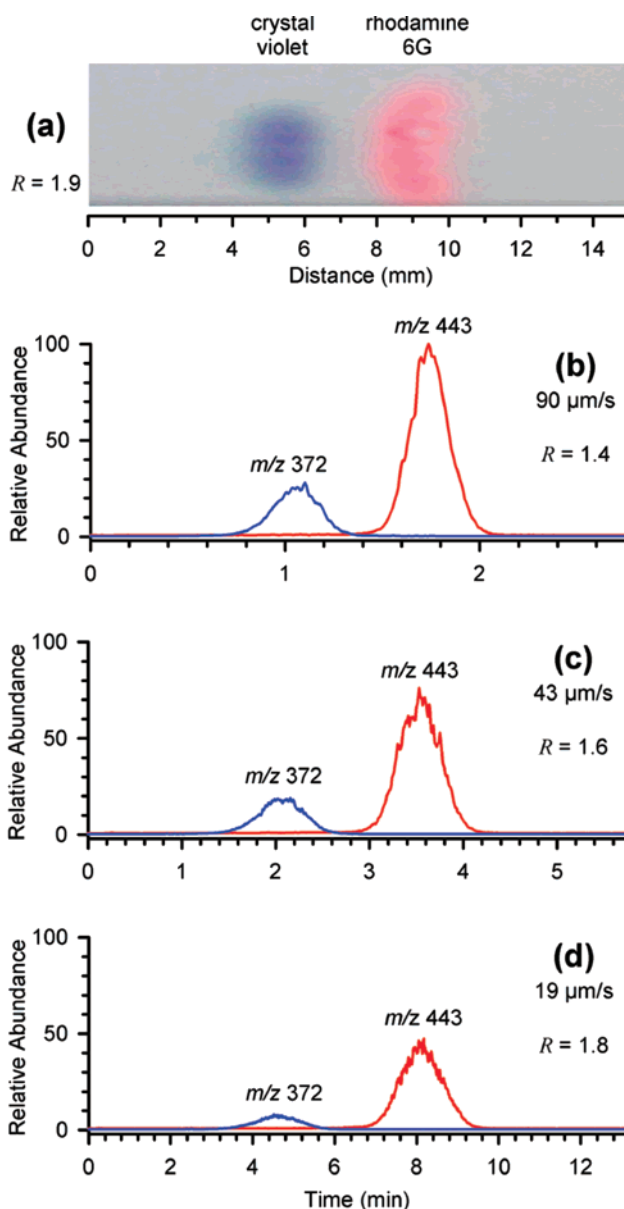 crystal violet
rhodamine 6G
(a)
R = 1.9
0 2 4 6 8 10 12 14
Distance (mm)
m/z 443
100
(b)
90 µm/s
Relative Abundance
50
m/z 372
R = 1.4
0
0 1 2
100
(c)
m/z 443
43 µm/s
Relative Abundance
50
m/z 372
R = 1.6
0
0 1 2 3 4 5
100
(d)
19 µm/s
Relative Abundance
50
m/z 443
R = 1.8
m/z 372
0
0 2 4 6 8 10 12
Time (min)